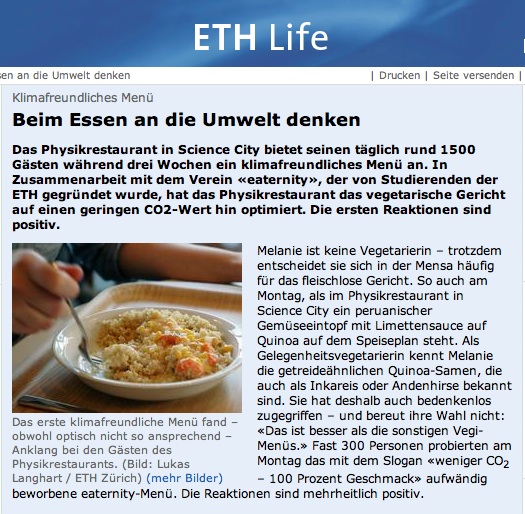 ETH Life
sen an die Umwelt denken
| Drucken | Seite versenden |
Klimafreundliches Menü
Beim Essen an die Umwelt denken
Das Physikrestaurant in Science City bietet seinen täglich rund 1500
Gästen während drei Wochen ein klimafreundliches Menü an. In
Zusammenarbeit mit dem Verein «eaternity», der von Studierenden der
ETH gegründet wurde, hat das Physikrestaurant das vegetarische Gericht
auf einen geringen CO2-Wert hin optimiert. Die ersten Reaktionen sind
positiv.
Das erste klimafreundliche Menü fand –
obwohl optisch nicht so ansprechend –
Anklang bei den Gästen des
Physikrestaurants. (Bild: Lukas
Langhart / ETH Zürich) (mehr Bilder)
Melanie ist keine Vegetarierin – trotzdem
entscheidet sie sich in der Mensa häufig
für das fleischlose Gericht. So auch am
Montag, als im Physikrestaurant in
Science City ein peruanischer
Gemüseeintopf mit Limettensauce auf
Quinoa auf dem Speiseplan steht. Als
Gelegenheitsvegetarierin kennt Melanie
die getreideähnlichen Quinoa-Samen, die
auch als Inkareis oder Andenhirse bekannt
sind. Sie hat deshalb auch bedenkenlos
zugegriffen – und bereut ihre Wahl nicht:
«Das ist besser als die sonstigen Vegi-
Menüs.» Fast 300 Personen probierten am
Montag das mit dem Slogan «weniger CO2
– 100 Prozent Geschmack» aufwändig
beworbene eaternity-Menü. Die Reaktionen sind mehrheitlich positiv.